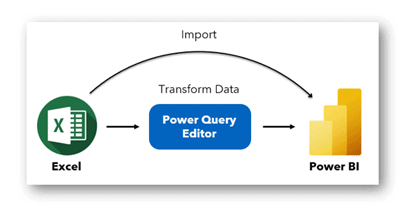 Import
Transform Data
Power Query
Editor
X
Excel
Power BI